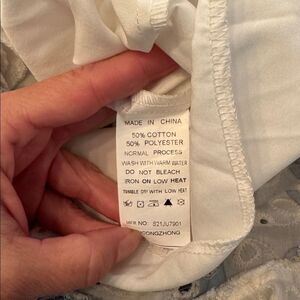 MADE IN CHINA
50% COTTON
50% POLYESTER
NORMAL PROCESS
WASH WITH WARM WATER
DO NOT BLEACH
IRON ON LOW HEAT
TUMBLE DRY WITH LOW HEAT
MFR NO: S21JU7901